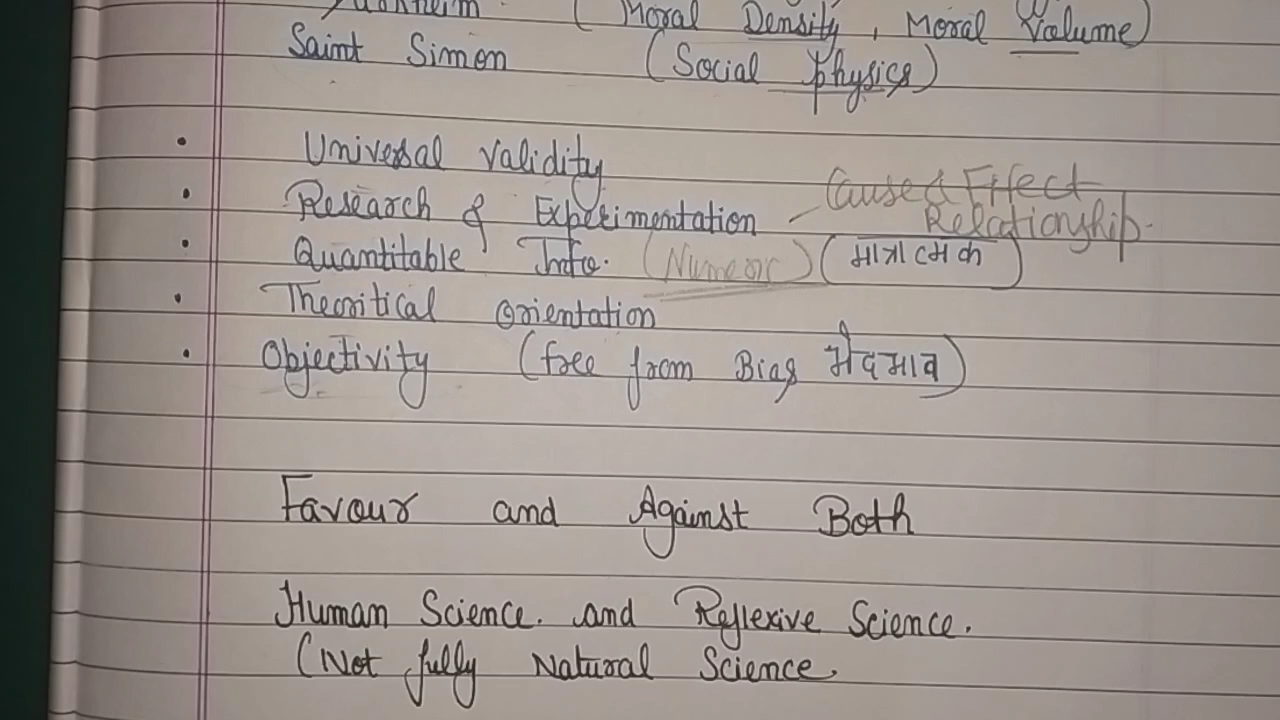 Durkheim (Moral Density, Moral Volume)
Saint Simon (Social Physics)
• Universal Validity
• Research & Experimentation – Cause & Effect Relationship.
• Quantitable Info. (Numeric) (मात्रात्मक)
• Theoritical Orientation
• Objectivity (free from Bias भेदभाव)
Favour and Against Both
Human Science. and Reflexive Science.
(Not fully Natural Science.